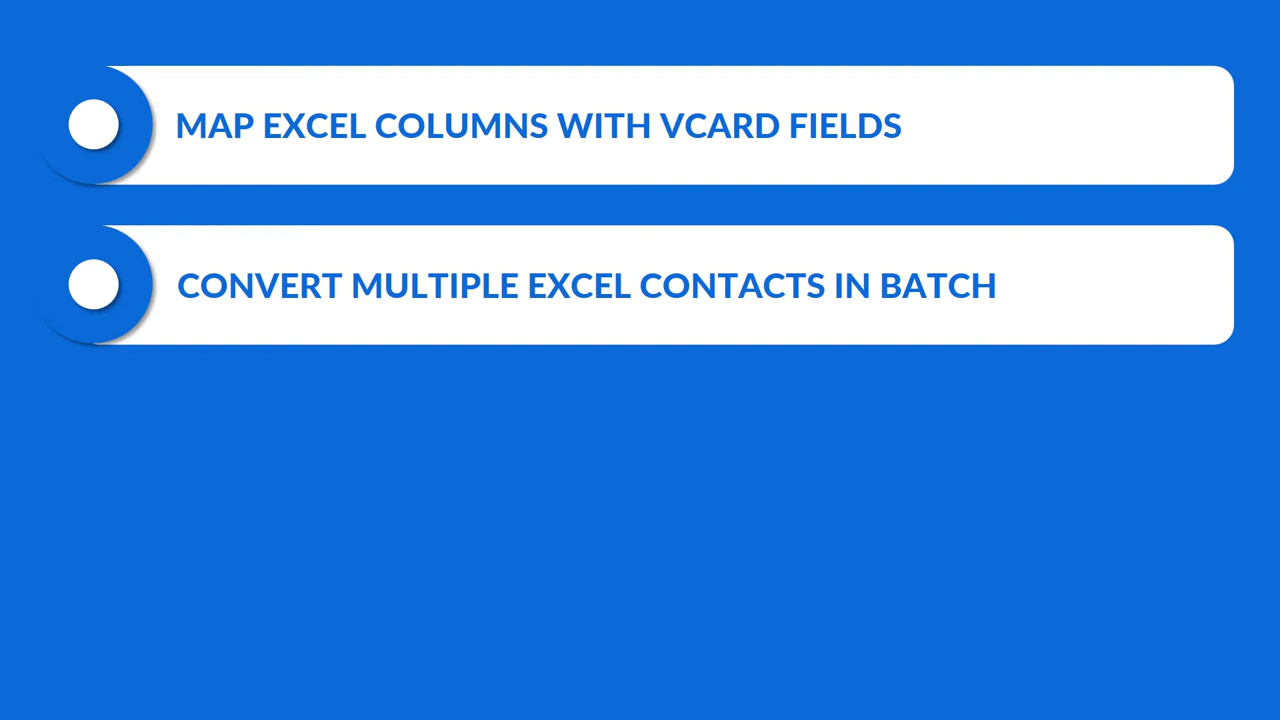 MAP EXCEL COLUMNS WITH VCARD FIELDS
CONVERT MULTIPLE EXCEL CONTACTS IN BATCH